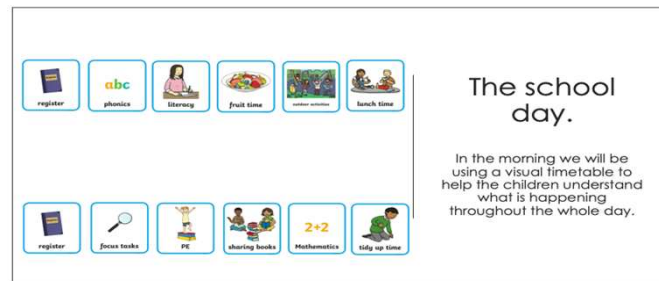 register
abc
phonics
literacy
fruit time
outdoor activities
lunch time
register
focus tasks
PE
sharing books
2+2
Mathematics
tidy up time
The school
day.
In the morning we will be
using a visual timetable to
help the children understand
what is happening
throughout the whole day.